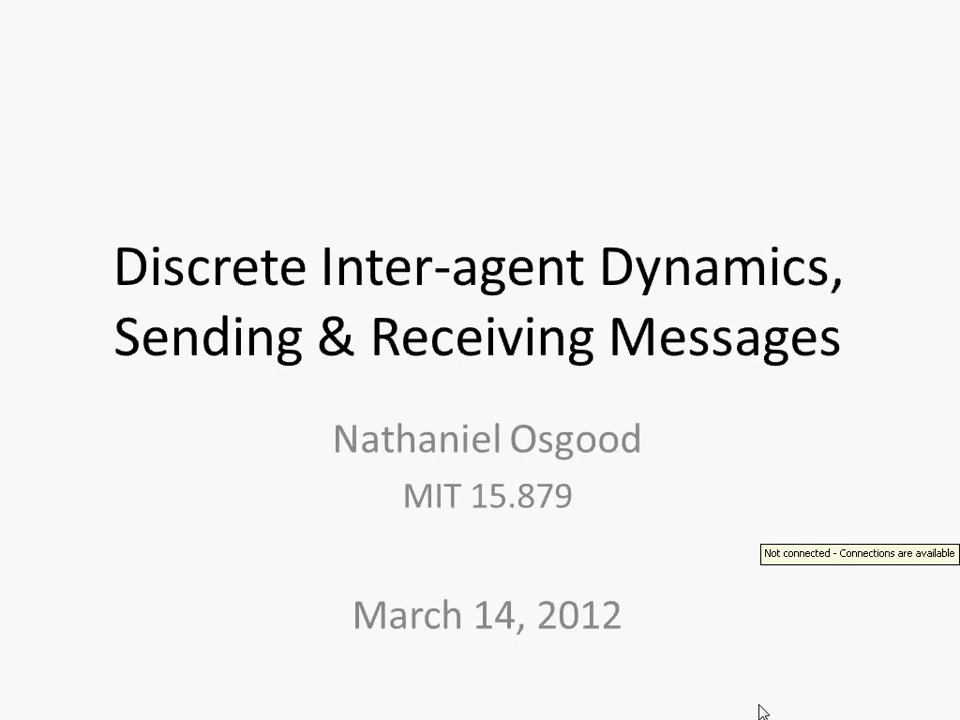 Discrete Inter-agent Dynamics,
Sending & Receiving Messages
Nathaniel Osgood
MIT 15.879
Not connected - Connections are available
March 14, 2012